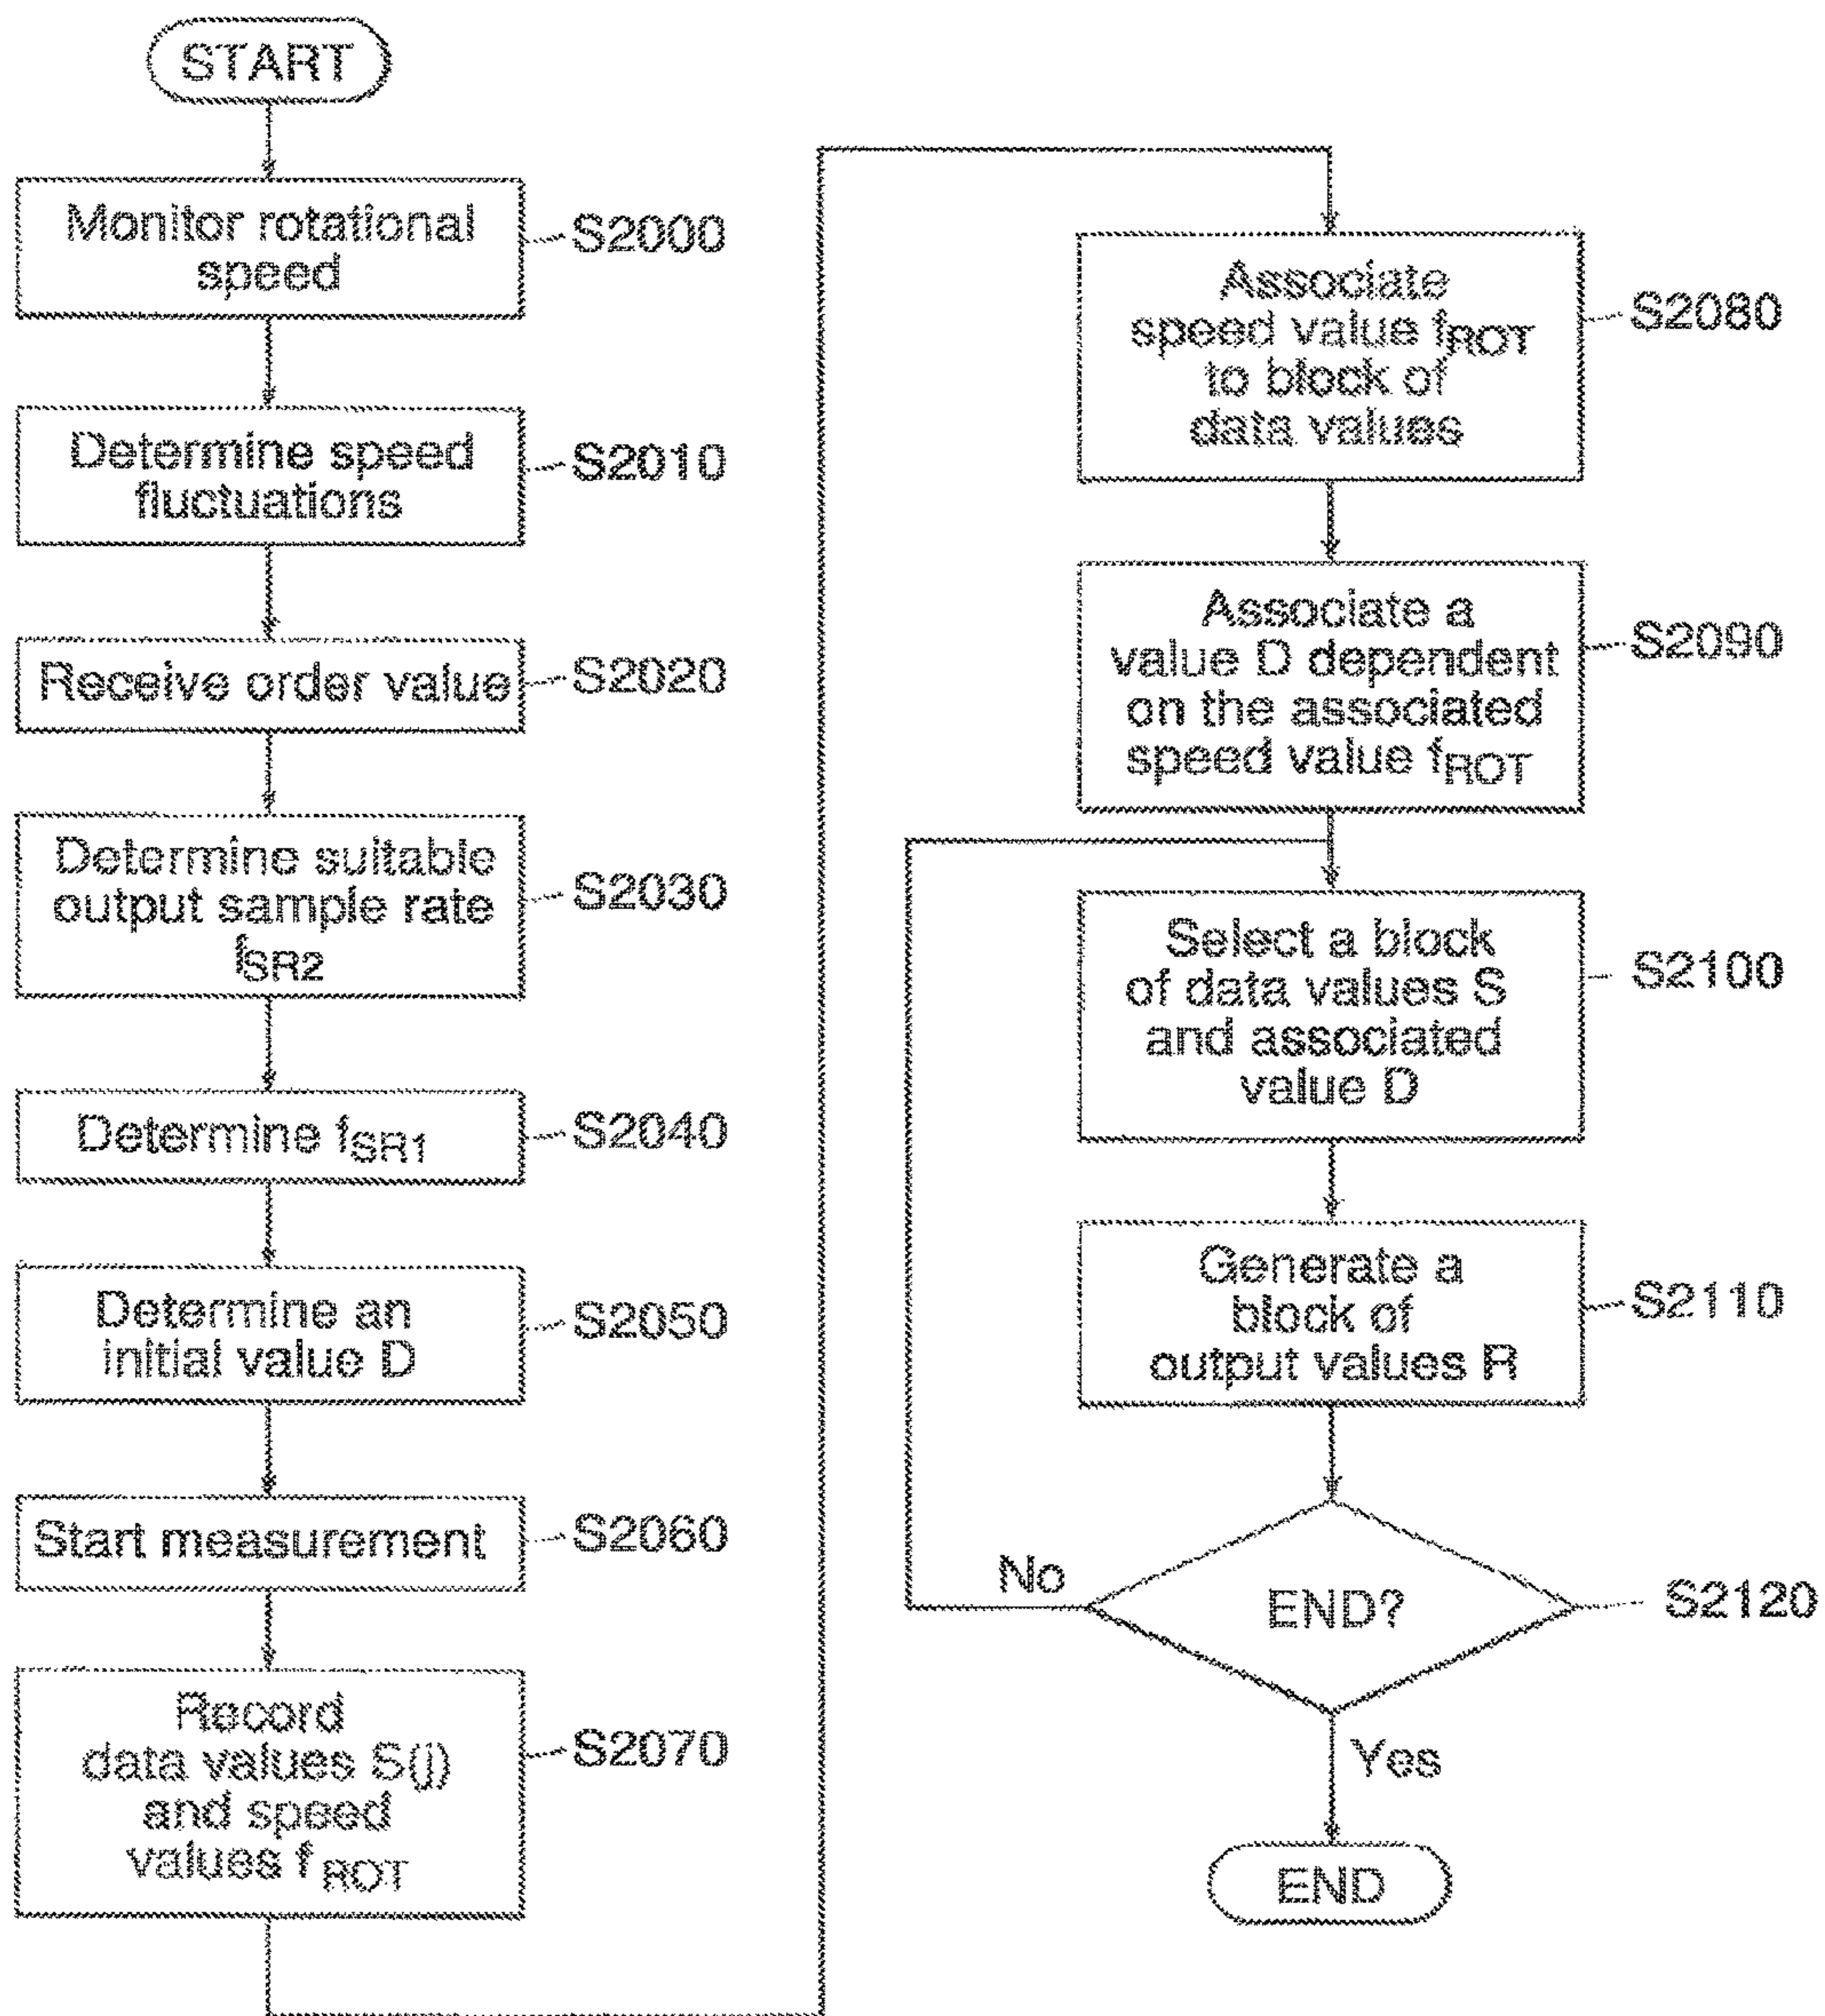 START
Monitor rotational
speed
S2000
Determine speed
fluctuations
S2010
Receive order value
S2020
Determine suitable
output sample rate
fSR2
S2030
Determine fSR1
S2040
Determine an
initial value D
S2050
Start measurement
S2060
Record
data values S(j)
and speed
values fROT
S2070
Associate
speed value fROT
to block of
data values
S2080
Associate a
value D dependent
on the associated
speed value fROT
S2090
Select a block
of data values S
and associated
value D
S2100
Generate a
block of
output values R
S2110
No
END?
S2120
Yes
END